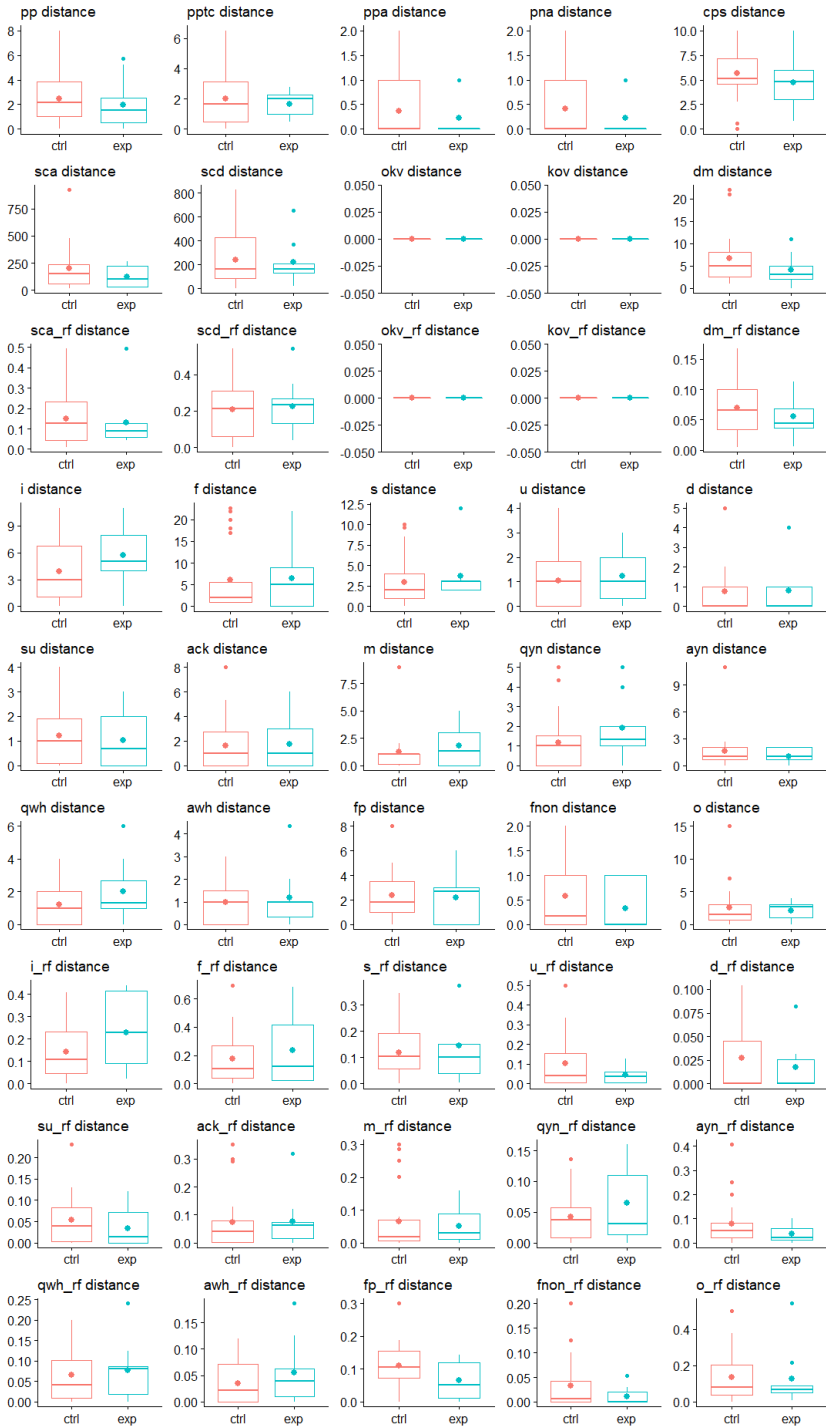 pp distance
8
6
4
2
0
ctrl exp
pptc distance
6
4
2
0
ctrl exp
ppa distance
2.0
1.5
1.0
0.5
0.0
ctrl exp
pna distance
2.0
1.5
1.0
0.5
0.0
ctrl exp
cps distance
10.0
7.5
5.0
2.5
0.0
ctrl exp
sca distance
750
500
250
0
ctrl exp
scd distance
800
600
400
200
0
ctrl exp
okv distance
0.050
0.025
0.000
-0.025
-0.050
ctrl exp
kov distance
0.050
0.025
0.000
-0.025
-0.050
ctrl exp
dm distance
20
15
10
5
0
ctrl exp
sca_rf distance
0.5
0.4
0.3
0.2
0.1
0.0
ctrl exp
scd_rf distance
0.4
0.2
0.0
ctrl exp
okv_rf distance
0.050
0.025
0.000
-0.025
-0.050
ctrl exp
kov_rf distance
0.050
0.025
0.000
-0.025
-0.050
ctrl exp
dm_rf distance
0.15
0.10
0.05
0.00
ctrl exp
i distance
9
6
3
0
ctrl exp
f distance
20
15
10
5
0
ctrl exp
s distance
12.5
10.0
7.5
5.0
2.5
0.0
ctrl exp
u distance
4
3
2
1
0
ctrl exp
d distance
5
4
3
2
1
0
ctrl exp
su distance
4
3
2
1
0
ctrl exp
ack distance
8
6
4
2
0
ctrl exp
m distance
7.5
5.0
2.5
0.0
ctrl exp
qyn distance
5
4
3
2
1
0
ctrl exp
ayn distance
9
6
3
0
ctrl exp
qwh distance
6
4
2
0
ctrl exp
awh distance
4
3
2
1
0
ctrl exp
fp distance
8
6
4
2
0
ctrl exp
fnon distance
2.0
1.5
1.0
0.5
0.0
ctrl exp
o distance
15
10
5
0
ctrl exp
i_rf distance
0.4
0.3
0.2
0.1
0.0
ctrl exp
f_rf distance
0.6
0.4
0.2
0.0
ctrl exp
s_rf distance
0.3
0.2
0.1
0.0
ctrl exp
u_rf distance
0.5
0.4
0.3
0.2
0.1
0.0
ctrl exp
d_rf distance
0.100
0.075
0.050
0.025
0.000
ctrl exp
su_rf distance
0.20
0.15
0.10
0.05
0.00
ctrl exp
ack_rf distance
0.3
0.2
0.1
0.0
ctrl exp
m_rf distance
0.3
0.2
0.1
0.0
ctrl exp
qyn_rf distance
0.15
0.10
0.05
0.00
ctrl exp
ayn_rf distance
0.4
0.3
0.2
0.1
0.0
ctrl exp
qwh_rf distance
0.25
0.20
0.15
0.10
0.05
0.00
ctrl exp
awh_rf distance
0.15
0.10
0.05
0.00
ctrl exp
fp_rf distance
0.3
0.2
0.1
0.0
ctrl exp
fnon_rf distance
0.20
0.15
0.10
0.05
0.00
ctrl exp
o_rf distance
0.4
0.2
0.0
ctrl exp